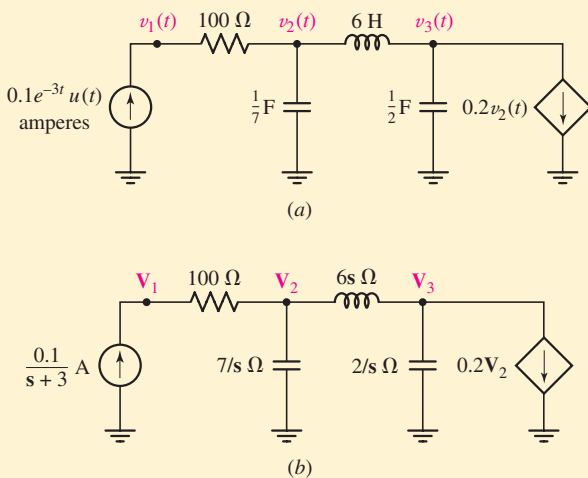 v₁(t) 100 Ω v₂(t) 6 H v₃(t)
0.1e⁻³ᵗ u(t)
amperes
1/7 F
1/2 F
0.2v₂(t)
(a)
V₁ 100 Ω V₂ 6s Ω V₃
0.1/(s + 3) A
7/s Ω
2/s Ω
0.2V₂
(b)